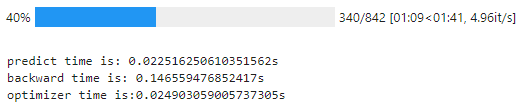 40% 340/842 [01:09<01:41, 4.96it/s]
predict time is: 0.022516250610351562s
backward time is: 0.146559476852417s
optimizer time is:0.024903059005737305s